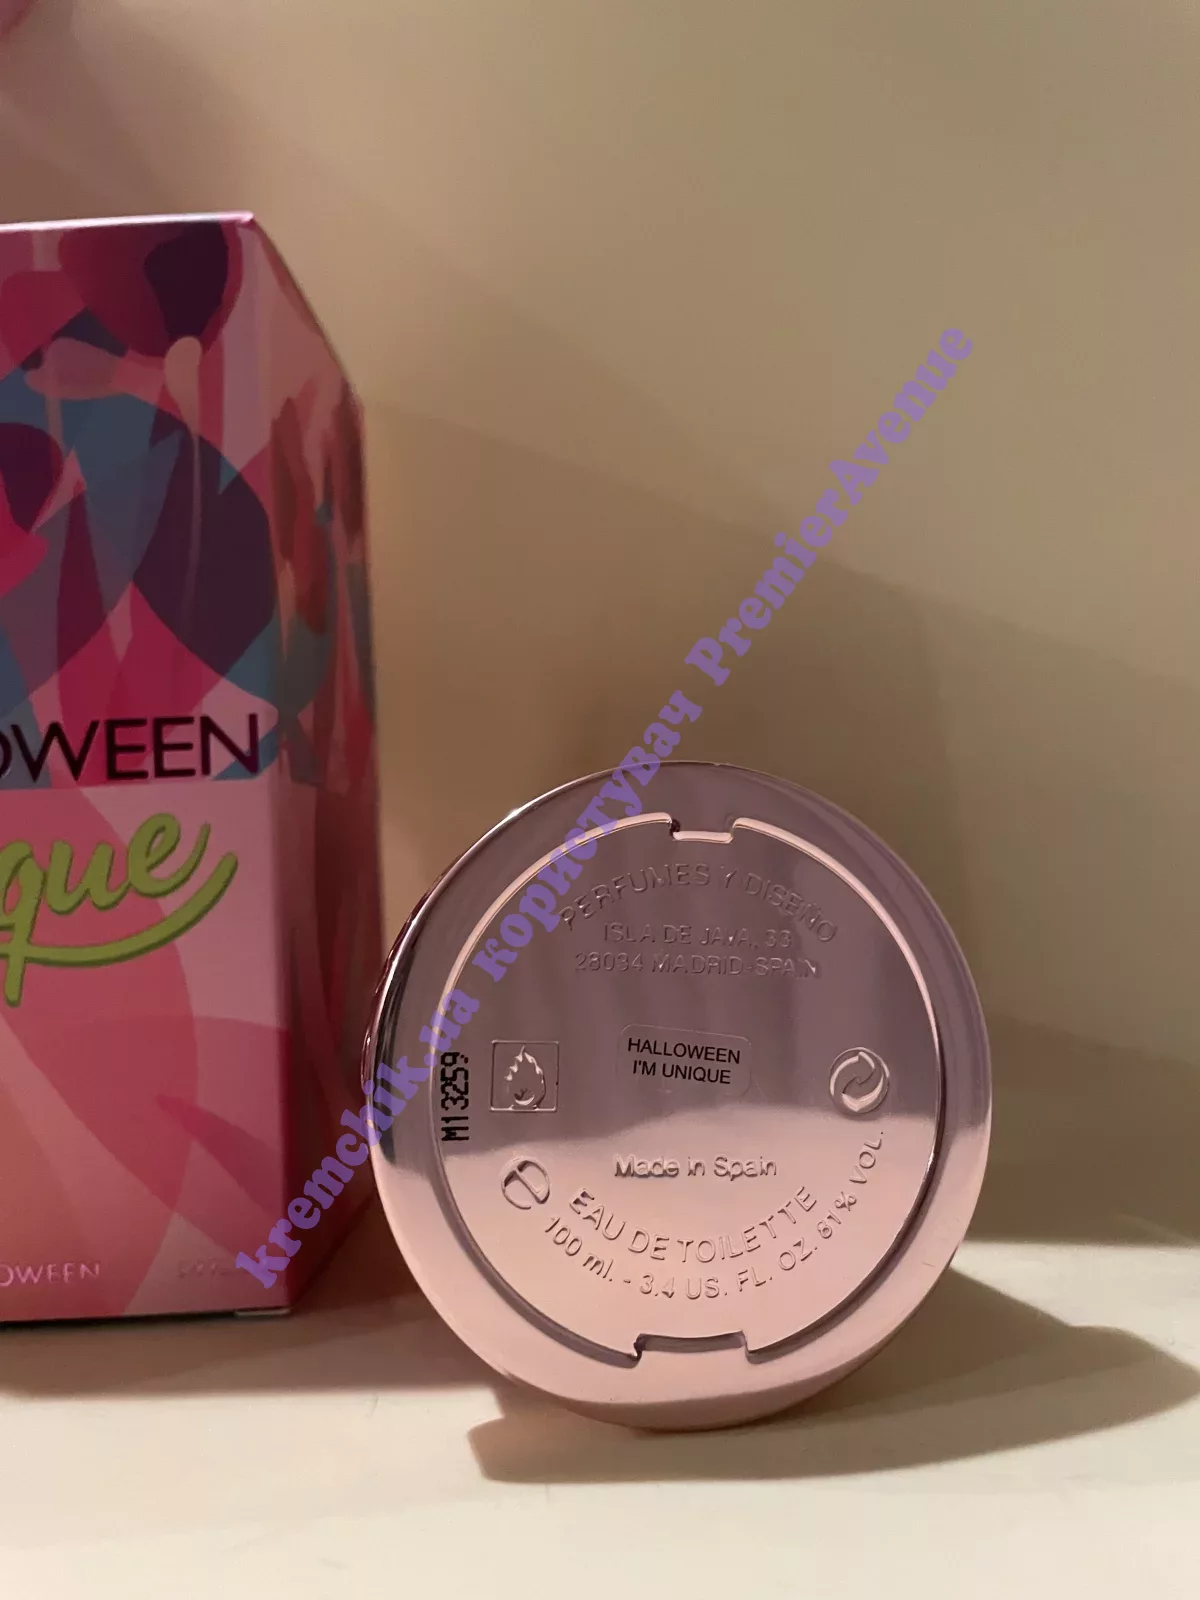 OWEEN
que
OWEEN
PERFUMES Y DISEÑO
ISLA DE JAVA, 33
28034 MADRID-SPAIN
HALLOWEEN
I'M UNIQUE
M13259
Made in Spain
e
EAU DE TOILETTE
100 ml. - 3.4 US. FL. OZ. 81% VOL.
kremchik.ua користувач PremierAvenue